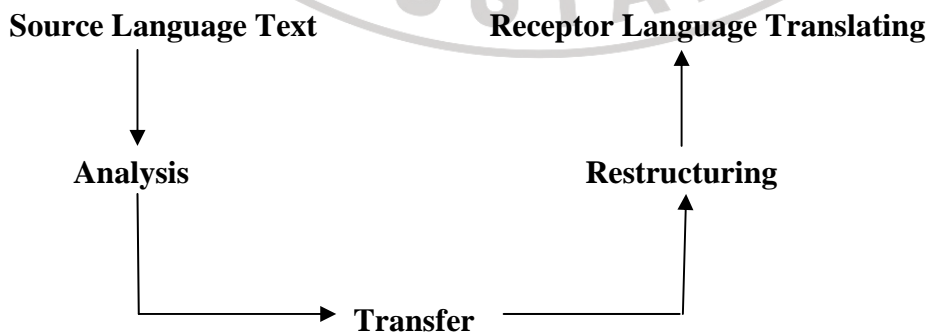 Source Language Text Receptor Language Translating
Analysis Restructuring
Transfer